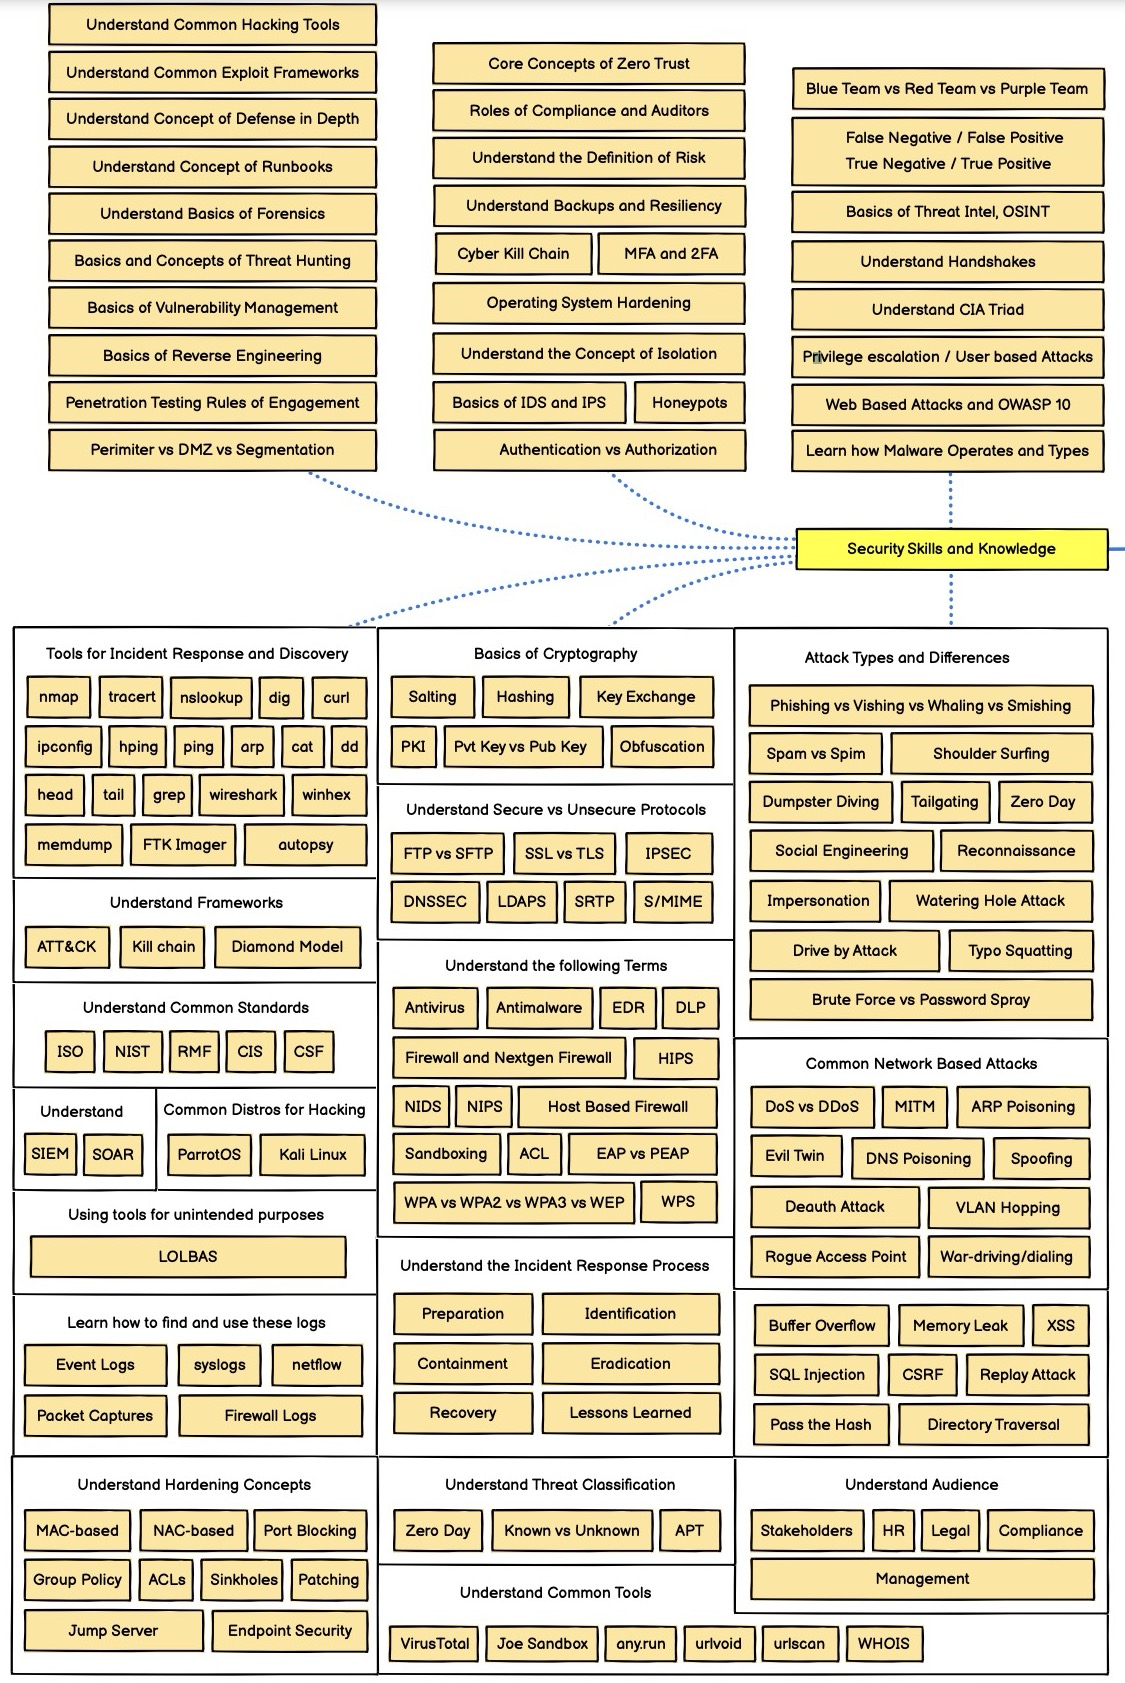 Understand Common Hacking Tools
Understand Common Exploit Frameworks
Understand Concept of Defense in Depth
Understand Concept of Runbooks
Understand Basics of Forensics
Basics and Concepts of Threat Hunting
Basics of Vulnerability Management
Basics of Reverse Engineering
Penetration Testing Rules of Engagement
Perimiter vs DMZ vs Segmentation
Core Concepts of Zero Trust
Roles of Compliance and Auditors
Understand the Definition of Risk
Understand Backups and Resiliency
Cyber Kill Chain
MFA and 2FA
Operating System Hardening
Understand the Concept of Isolation
Basics of IDS and IPS
Honeypots
Authentication vs Authorization
Blue Team vs Red Team vs Purple Team
False Negative / False Positive
True Negative / True Positive
Basics of Threat Intel, OSINT
Understand Handshakes
Understand CIA Triad
Privilege escalation / User based Attacks
Web Based Attacks and OWASP 10
Learn how Malware Operates and Types
Security Skills and Knowledge
Tools for Incident Response and Discovery
nmap
tracert
nslookup
dig
curl
ipconfig
hping
ping
arp
cat
dd
head
tail
grep
wireshark
winhex
memdump
FTK Imager
autopsy
Understand Frameworks
ATT&CK
Kill chain
Diamond Model
Understand Common Standards
ISO
NIST
RMF
CIS
CSF
Understand
SIEM
SOAR
Common Distros for Hacking
ParrotOS
Kali Linux
Using tools for unintended purposes
LOLBAS
Learn how to find and use these logs
Event Logs
syslogs
netflow
Packet Captures
Firewall Logs
Understand Hardening Concepts
MAC-based
NAC-based
Port Blocking
Group Policy
ACLs
Sinkholes
Patching
Jump Server
Endpoint Security
Basics of Cryptography
Salting
Hashing
Key Exchange
PKI
Pvt Key vs Pub Key
Obfuscation
Understand Secure vs Unsecure Protocols
FTP vs SFTP
SSL vs TLS
IPSEC
DNSSEC
LDAPS
SRTP
S/MIME
Understand the following Terms
Antivirus
Antimalware
EDR
DLP
Firewall and Nextgen Firewall
HIPS
NIDS
NIPS
Host Based Firewall
Sandboxing
ACL
EAP vs PEAP
WPA vs WPA2 vs WPA3 vs WEP
WPS
Understand the Incident Response Process
Preparation
Identification
Containment
Eradication
Recovery
Lessons Learned
Understand Threat Classification
Zero Day
Known vs Unknown
APT
Understand Common Tools
VirusTotal
Joe Sandbox
any.run
urlvoid
urlscan
WHOIS
Attack Types and Differences
Phishing vs Vishing vs Whaling vs Smishing
Spam vs Spim
Shoulder Surfing
Dumpster Diving
Tailgating
Zero Day
Social Engineering
Reconnaissance
Impersonation
Watering Hole Attack
Drive by Attack
Typo Squatting
Brute Force vs Password Spray
Common Network Based Attacks
DoS vs DDoS
MITM
ARP Poisoning
Evil Twin
DNS Poisoning
Spoofing
Deauth Attack
VLAN Hopping
Rogue Access Point
War-driving/dialing
Buffer Overflow
Memory Leak
XSS
SQL Injection
CSRF
Replay Attack
Pass the Hash
Directory Traversal
Understand Audience
Stakeholders
HR
Legal
Compliance
Management